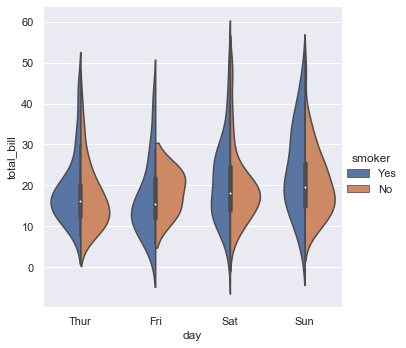 60
50
40
30
20
10
0
total_bill
Thur Fri Sat Sun
day
smoker
Yes
No